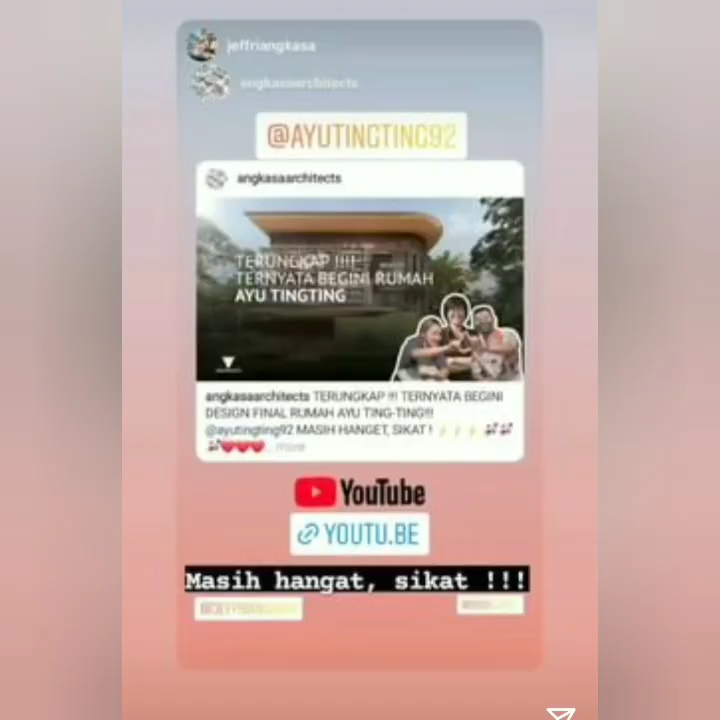 jeffriangkasa
angkasaarchitects
@AYUTINGTING92
angkasaarchitects
TERUNGKAP !!!!
TERNYATA BEGINI RUMAH
AYU TINGTING
angkasaarchitects TERUNGKAP !!! TERNYATA BEGINI
DESIGN FINAL RUMAH AYU TING-TING!!!
@ayutingting92 MASIH HANGET, SIKAT !
... more
YouTube
YOUTU.BE
Masih hangat, sikat !!!